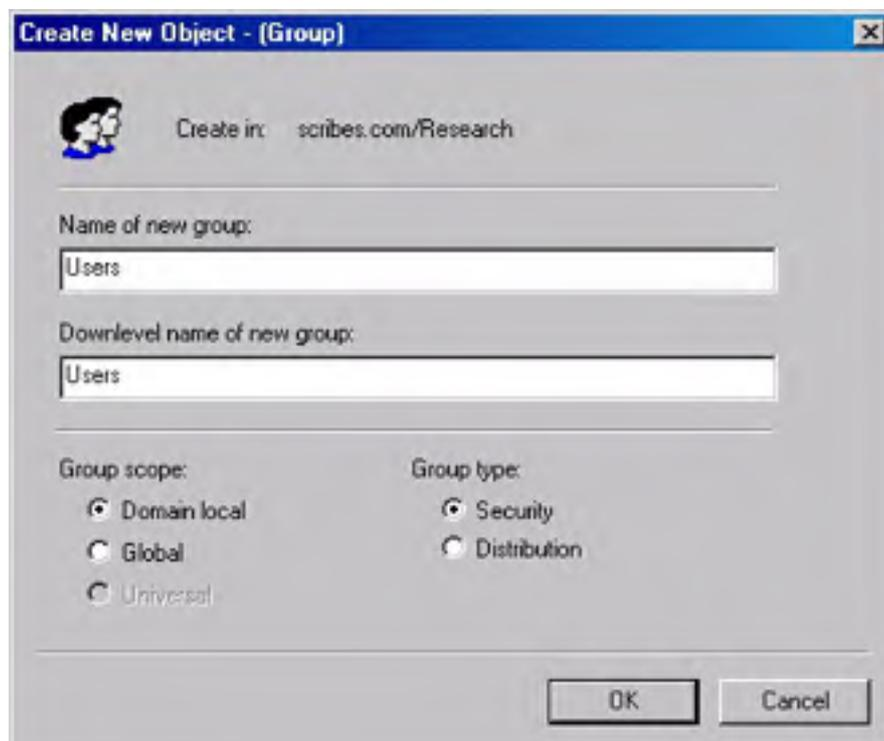 Create New Object - (Group)
Create in: scribes.com/Research
Name of new group:
Users
Downlevel name of new group:
Users
Group scope:
Domain local
Global
Universal
Group type:
Security
Distribution
OK
Cancel